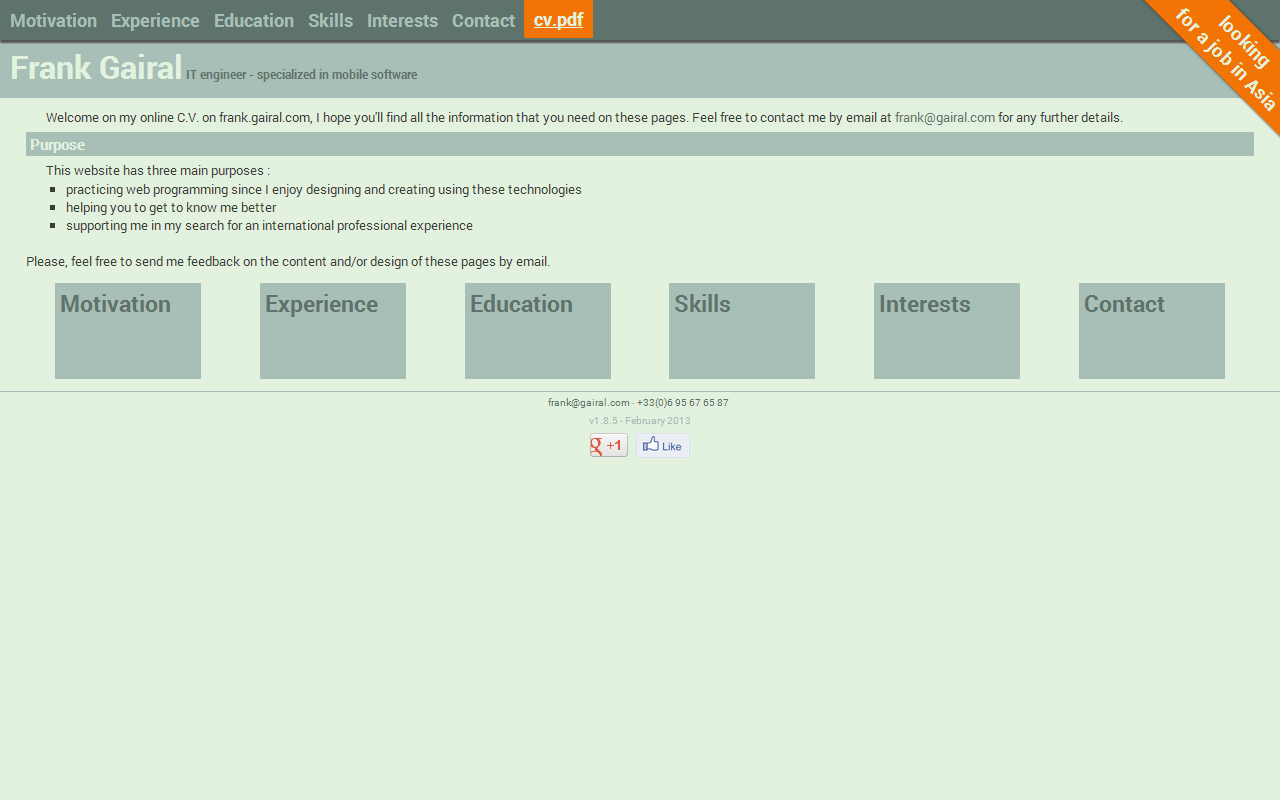 Motivation Experience Education Skills Interests Contact cv.pdf
looking
for a job in Asia
Frank Gairal IT engineer - specialized in mobile software
Welcome on my online C.V. on frank.gairal.com, I hope you'll find all the information that you need on these pages. Feel free to contact me by email at frank@gairal.com for any further details.
Purpose
This website has three main purposes :
practicing web programming since I enjoy designing and creating using these technologies
helping you to get to know me better
supporting me in my search for an international professional experience
Please, feel free to send me feedback on the content and/or design of these pages by email.
Motivation Experience Education Skills Interests Contact
frank@gairal.com - +33(0)6 95 67 65 87
v1.8.5 - February 2013
g +1 Like